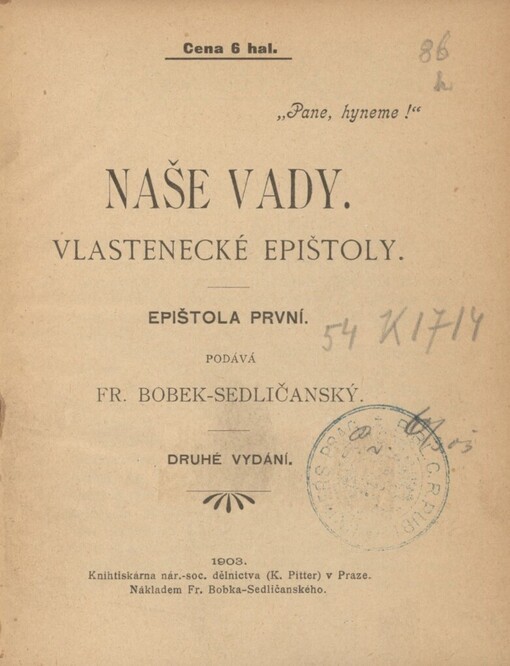 Cena 6 hal.
86
h
„Pane, hyneme!“
NAŠE VADY.
VLASTENECKÉ EPIŠTOLY.
EPIŠTOLA PRVNÍ.
54 K 1714
PODÁVÁ
FR. BOBEK-SEDLIČANSKÝ.
DRUHÉ VYDÁNÍ.
1903.
Knihtiskárna nár.-soc. dělnictva (K. Pitter) v Praze.
Nákladem Fr. Bobka-Sedličanského.